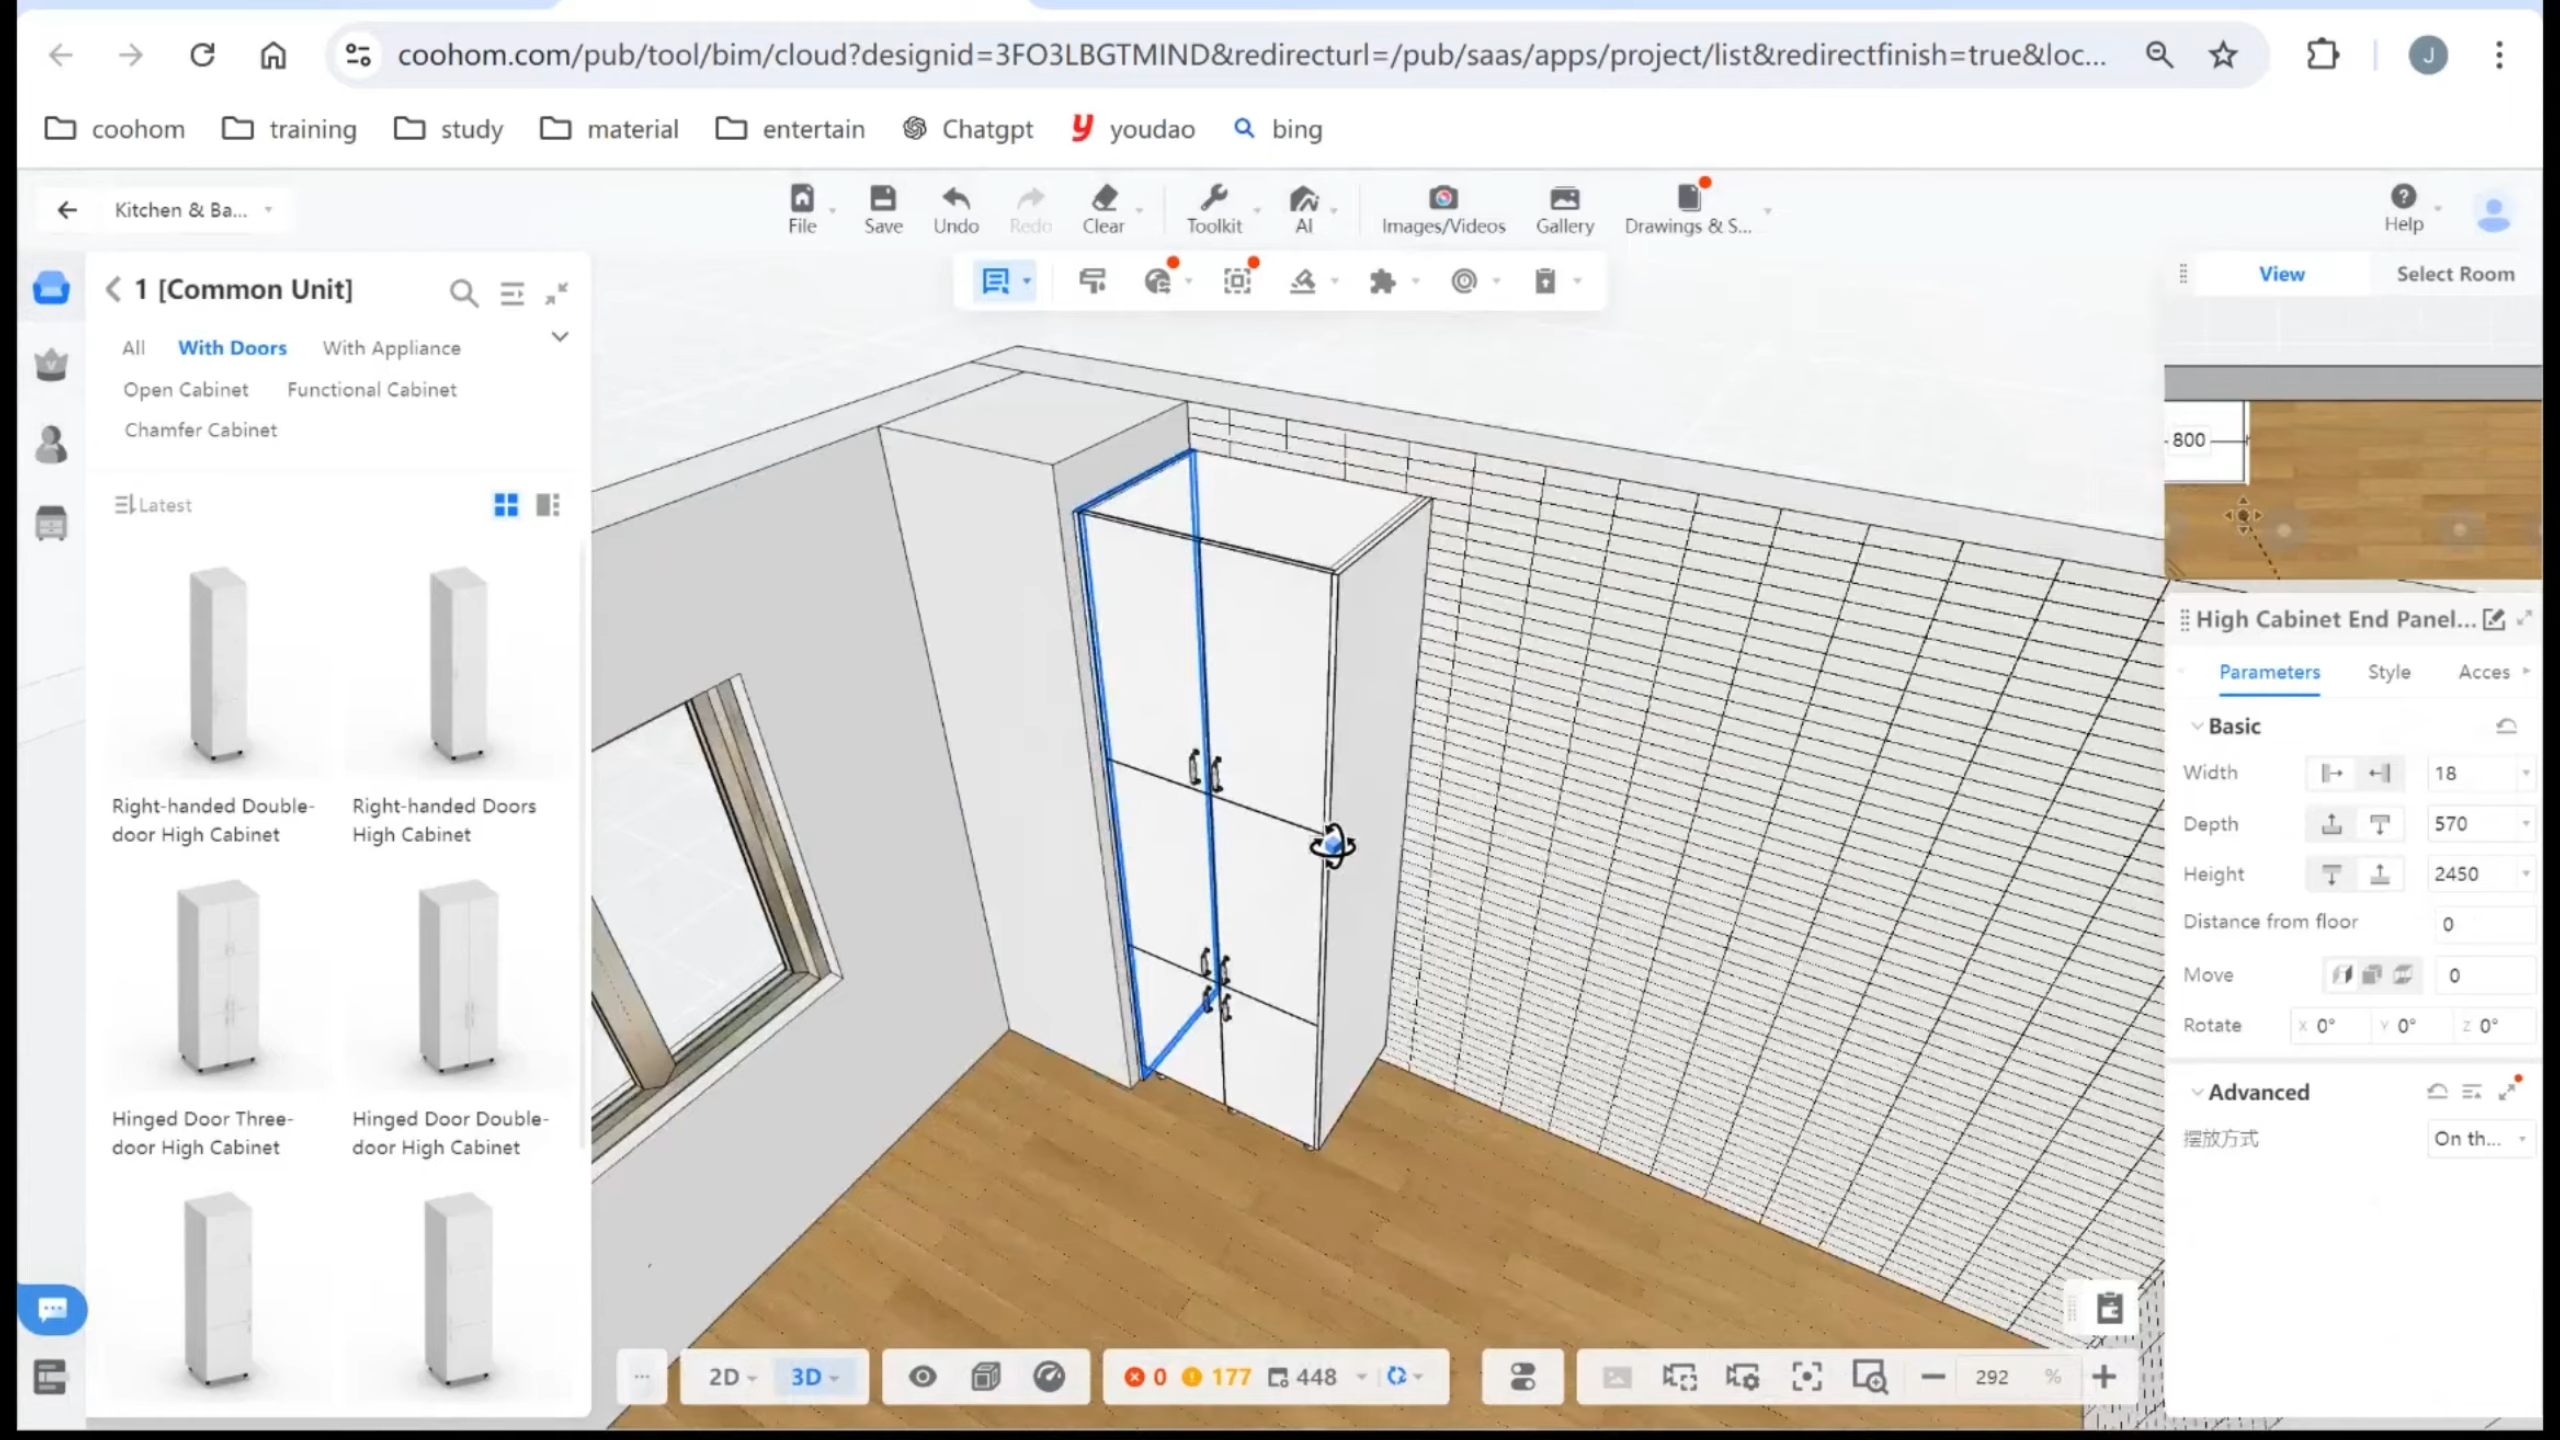 coohom.com/pub/tool/bim/cloud?designid=3FO3LBGTMIND&redirecturl=/pub/saas/apps/project/list&redirectfinish=true&loc...
J
coohom
training
study
material
entertain
Chatgpt
youdao
bing
Kitchen & Ba...
File
Save
Undo
Redo
Clear
Toolkit
AI
Images/Videos
Gallery
Drawings & S...
Help
1 [Common Unit]
All
With Doors
With Appliance
Open Cabinet
Functional Cabinet
Chamfer Cabinet
Latest
Right-handed Double-
door High Cabinet
Right-handed Doors
High Cabinet
Hinged Door Three-
door High Cabinet
Hinged Door Double-
door High Cabinet
View
Select Room
800
High Cabinet End Panel...
Parameters
Style
Acces
Basic
Width
18
Depth
570
Height
2450
Distance from floor
0
Move
0
Rotate
X 0°
Y 0°
Z 0°
Advanced
摆放方式
On th...
...
2D
3D
0
177
448
292
%